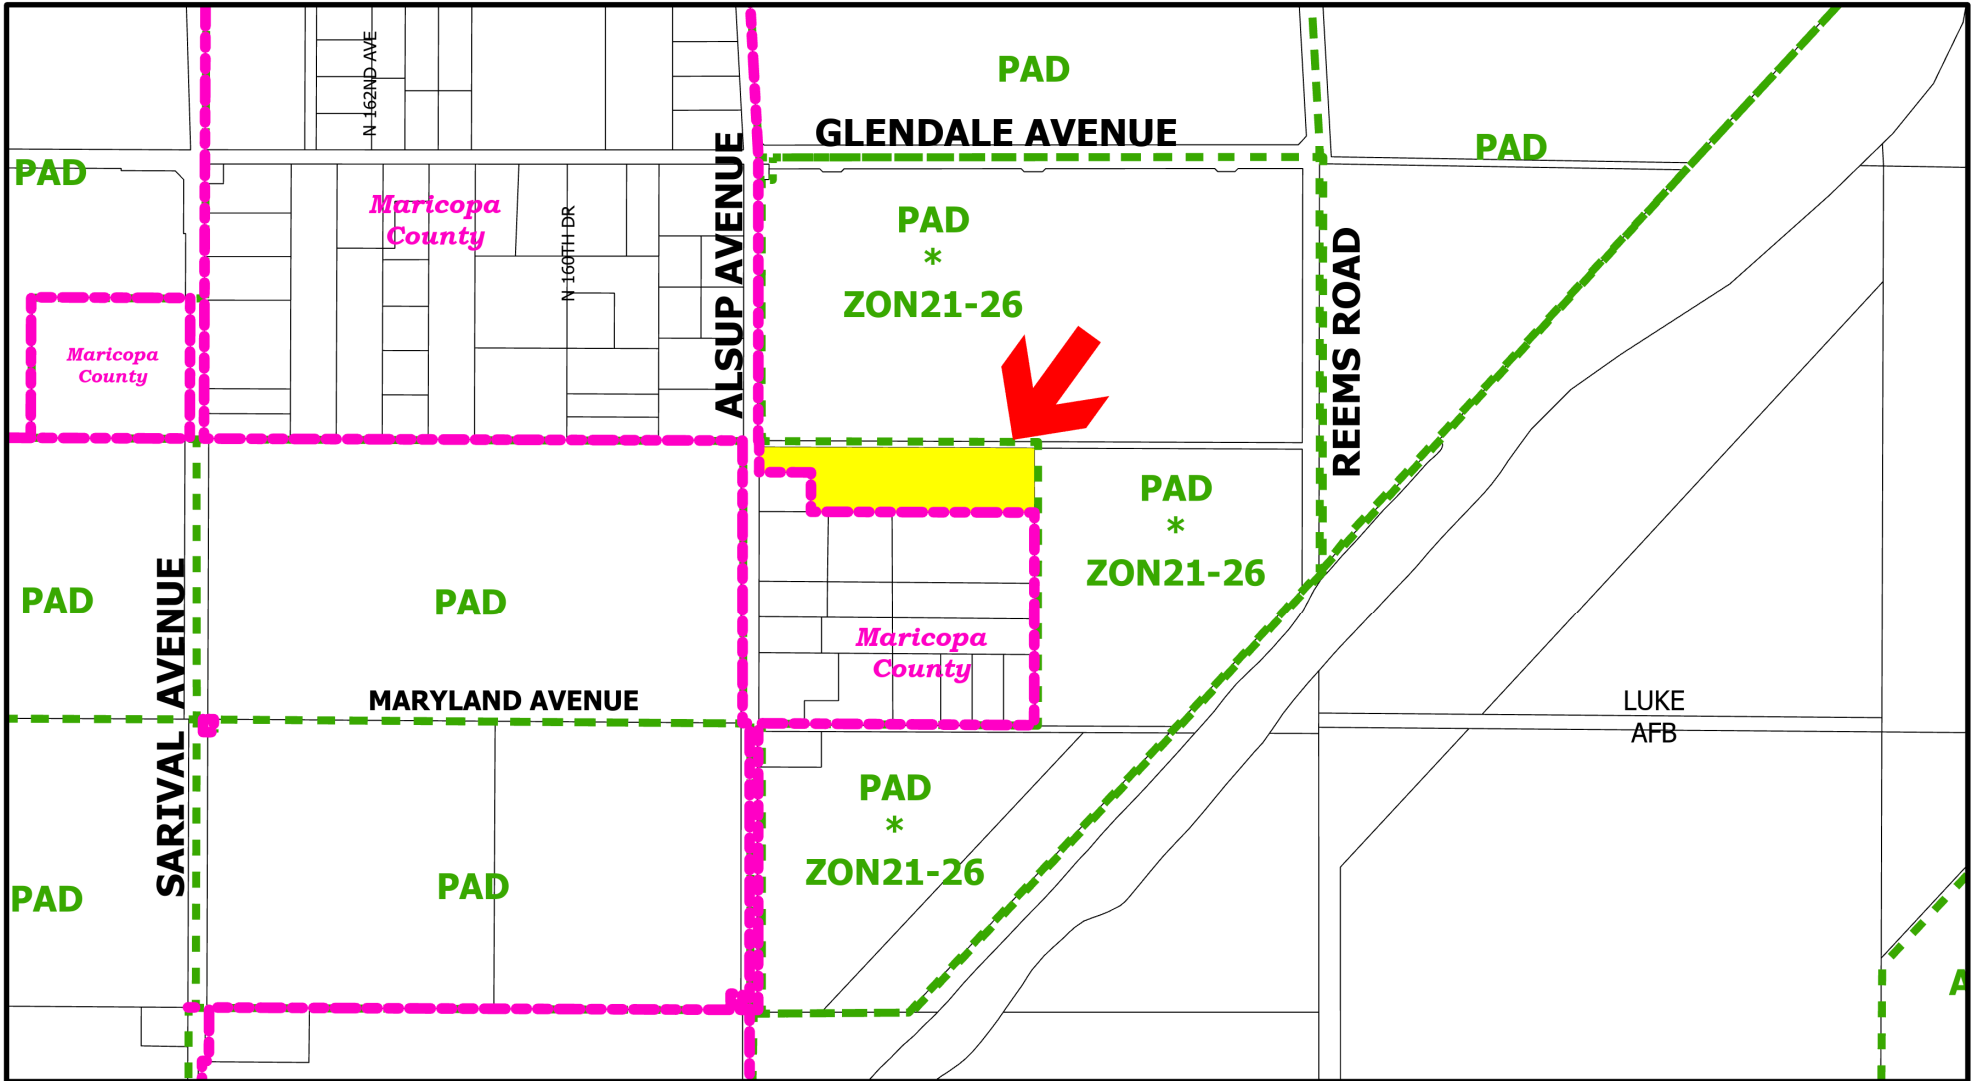 N 162ND AVE
PAD
GLENDALE AVENUE
PAD
PAD
Maricopa
County
N 160TH DR
ALSUP AVENUE
PAD
*
ZON21-26
REEMS ROAD
Maricopa
County
PAD
*
ZON21-26
PAD
PAD
SARIVAL AVENUE
Maricopa
County
MARYLAND AVENUE
LUKE
AFB
PAD
*
ZON21-26
PAD
PAD
A